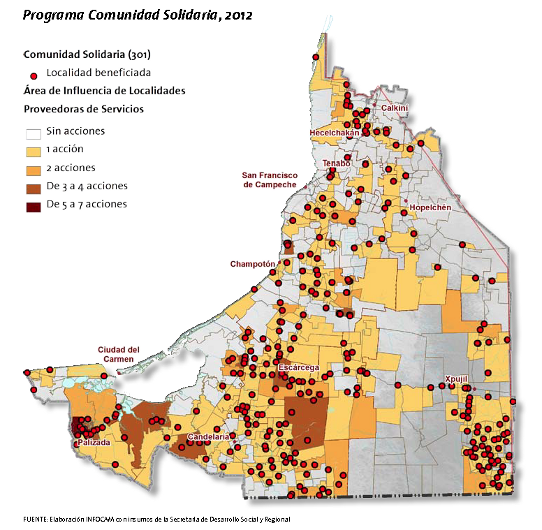 Programa Comunidad Solidaria, 2012
Comunidad Solidaria (301)
Localidad beneficiada
Área de Influencia de Localidades
Proveedoras de Servicios
Sin acciones
1 acción
2 acciones
De 3 a 4 acciones
De 5 a 7 acciones
Calkiní
Hecelchakán
Tenabo
San Francisco
de Campeche
Hopelchén
Champotón
Ciudad del
Carmen
Escárcega
Xpujil
Palizada
Candelaria
FUENTE: Elaboración INFOCAM con insumos de la Secretaría de Desarrollo Social y Regional